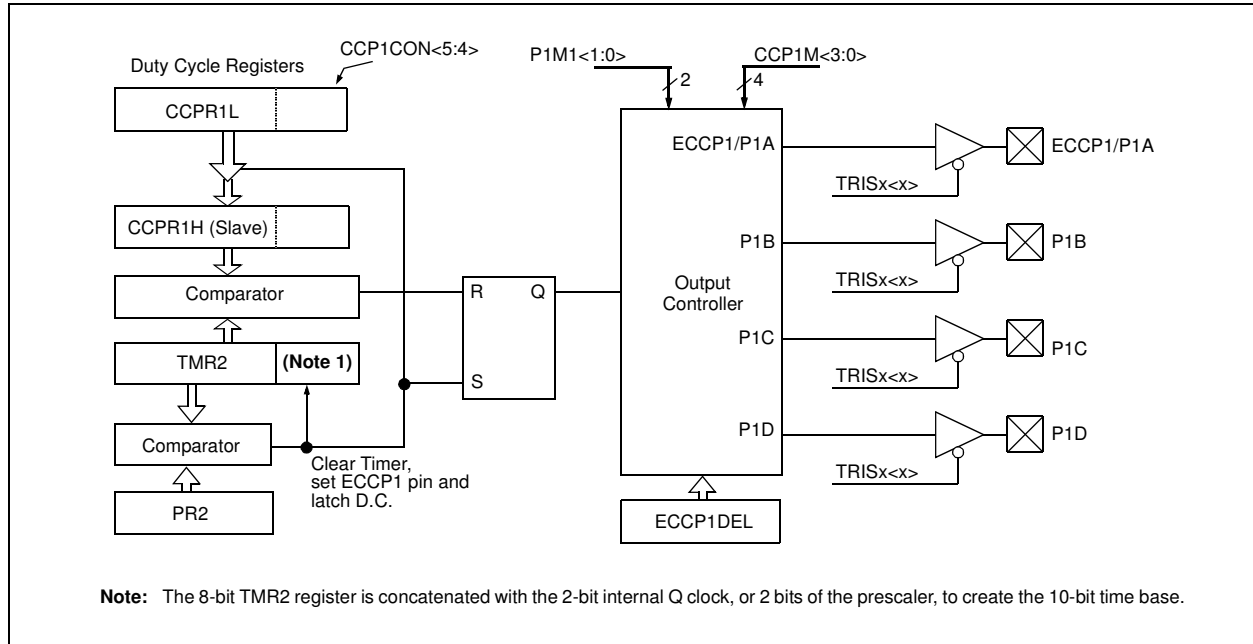 CCP1CON<5:4>
Duty Cycle Registers
CCPR1L
CCPR1H (Slave)
Comparator
TMR2
(Note 1)
Comparator
PR2
Clear Timer,
set ECCP1 pin and
latch D.C.
R
Q
S
P1M1<1:0>
2
CCP1M<3:0>
4
Output
Controller
ECCP1/P1A
P1B
P1C
P1D
ECCP1DEL
TRISx<x>
ECCP1/P1A
TRISx<x>
P1B
TRISx<x>
P1C
TRISx<x>
P1D
Note: The 8-bit TMR2 register is concatenated with the 2-bit internal Q clock, or 2 bits of the prescaler, to create the 10-bit time base.